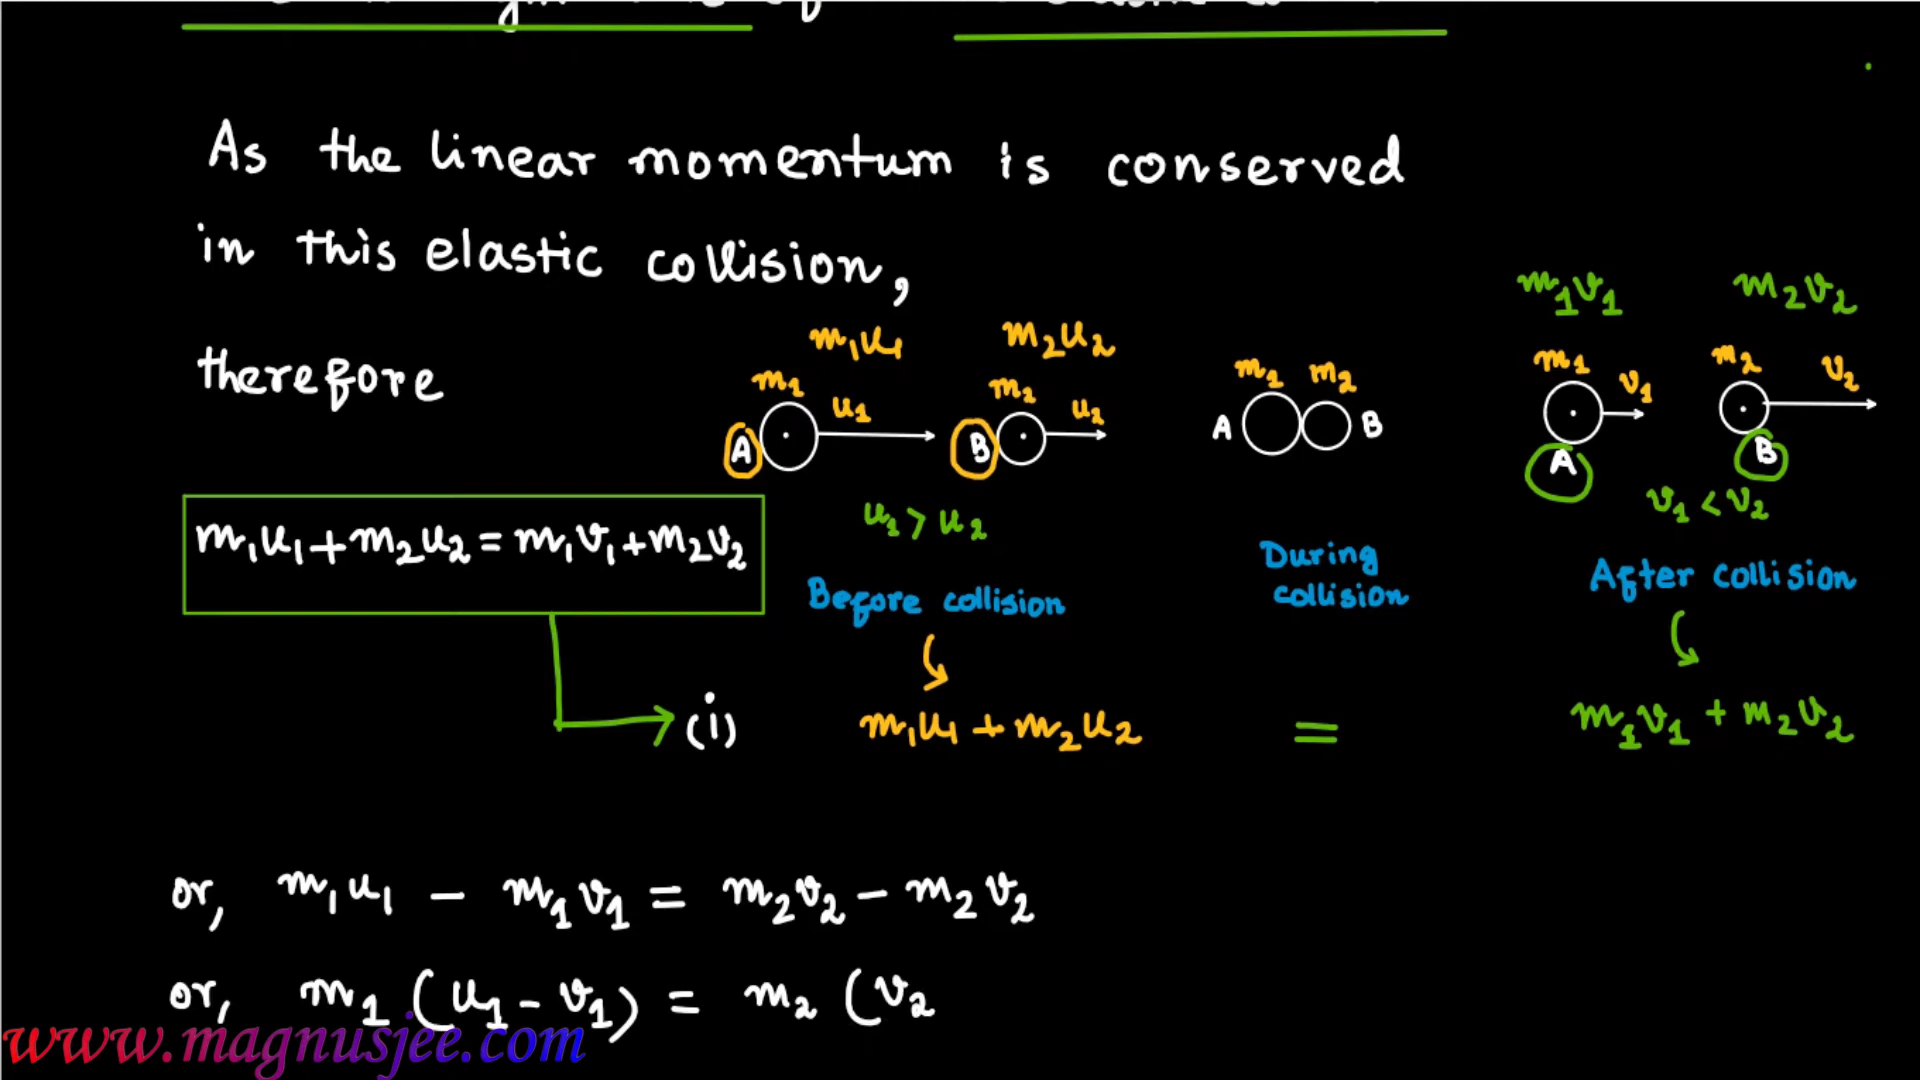 As the linear momentum is conserved
in this elastic collision,
therefore
m₁u₁ m₂u₂
m₁ u₁ m₂ u₂
A B
u₁ > u₂
Before collision
m₁u₁ + m₂u₂
m₁ m₂
A B
During
collision
=
m₁v₁ m₂v₂
m₁ v₁ m₂ v₂
A B
v₁ < v₂
After collision
m₁v₁ + m₂v₂
m₁u₁ + m₂u₂ = m₁v₁ + m₂v₂
(i)
or, m₁u₁ - m₁v₁ = m₂v₂ - m₂v₂
or, m₁ (u₁ - v₁) = m₂ (v₂
www.magnusjee.com